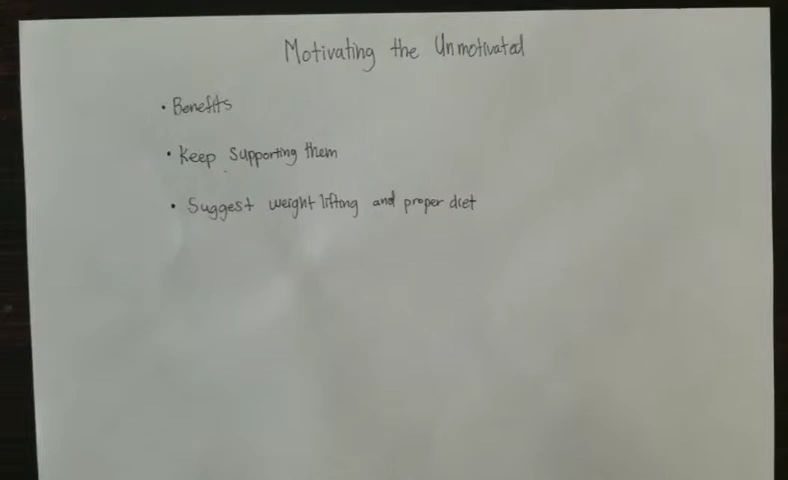 Motivating the Unmotivated
• Benefits
• Keep supporting them
• Suggest weight lifting and proper diet